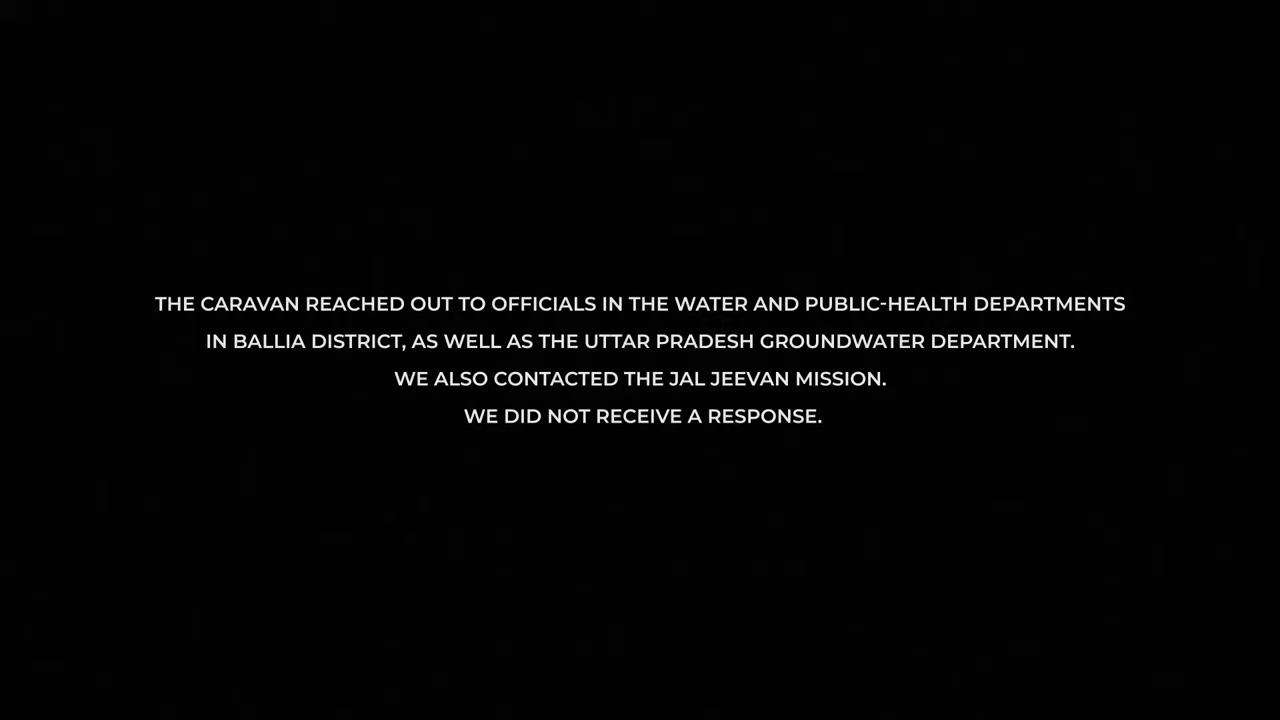 THE CARAVAN REACHED OUT TO OFFICIALS IN THE WATER AND PUBLIC-HEALTH DEPARTMENTS
IN BALLIA DISTRICT, AS WELL AS THE UTTAR PRADESH GROUNDWATER DEPARTMENT.
WE ALSO CONTACTED THE JAL JEEVAN MISSION.
WE DID NOT RECEIVE A RESPONSE.